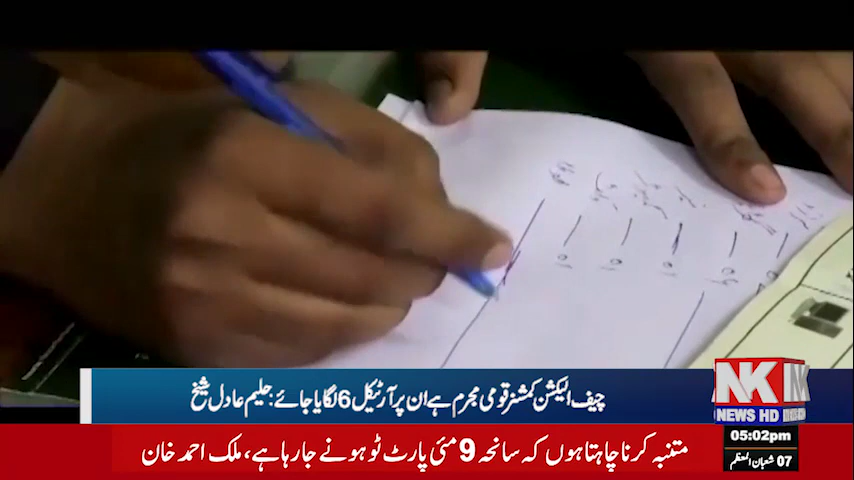 چیف الیکشن کمشنر قومی مجرم ہے ان پر آرٹیکل 6 لگایا جائے: حلیم عادل شیخ
NK
NEWS HD
05:02pm
07 شعبان المعظم
متنبہ کرنا چاہتا ہوں کہ سانحہ 9 مئی پارٹ ٹو ہونے جا رہا ہے، ملک احمد خان